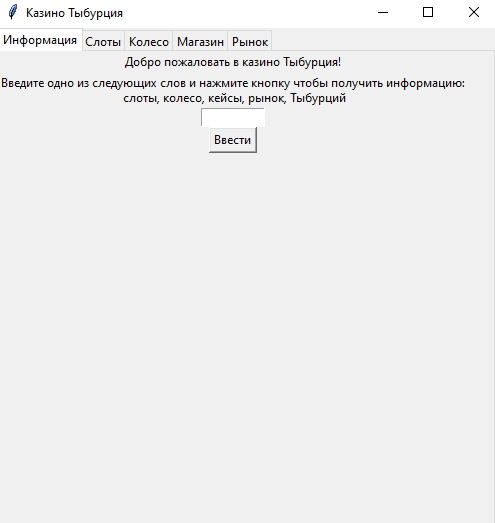 Казино Тыбурция
Информация Слоты Колесо Магазин Рынок
Добро пожаловать в казино Тыбурция!
Введите одно из следующих слов и нажмите кнопку чтобы получить информацию:
слоты, колесо, кейсы, рынок, Тыбурций
Ввести